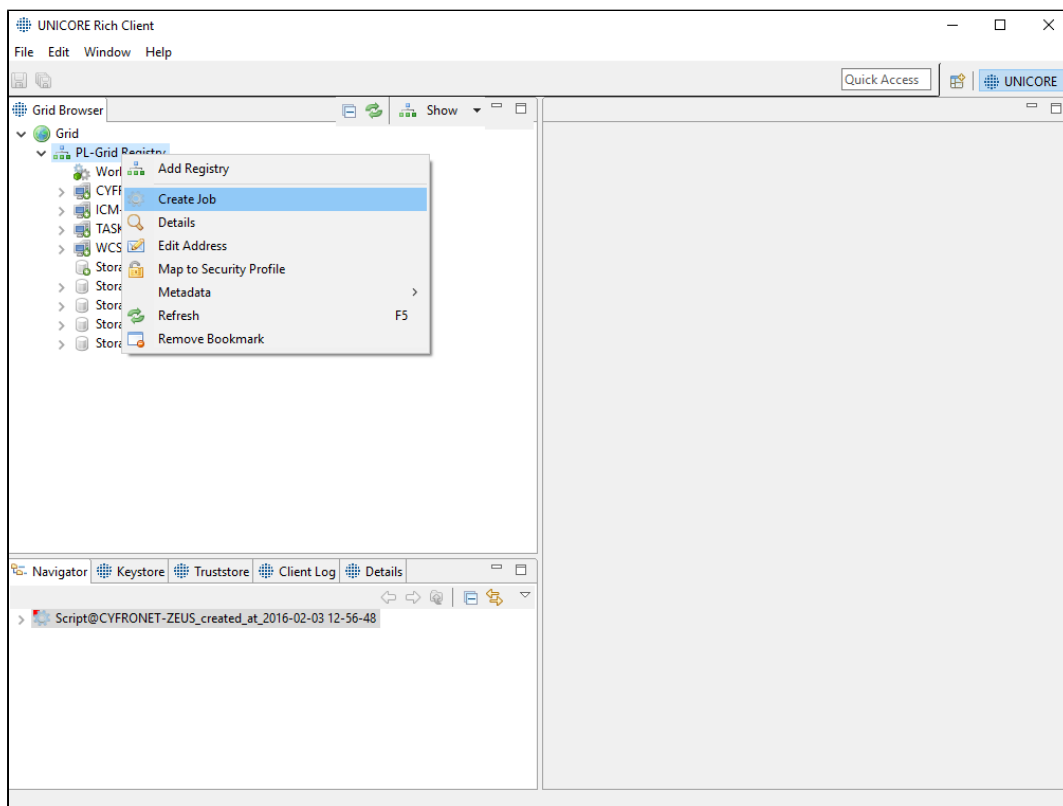 UNICORE Rich Client
File Edit Window Help
Quick Access
UNICORE
Grid Browser
Show
Grid
PL-Grid Registry
Add Registry
Create Job
Details
Edit Address
Map to Security Profile
Metadata
Refresh F5
Remove Bookmark
Navigator Keystore Truststore Client Log Details
Script@CYFRONET-ZEUS_created_at_2016-02-03 12-56-48